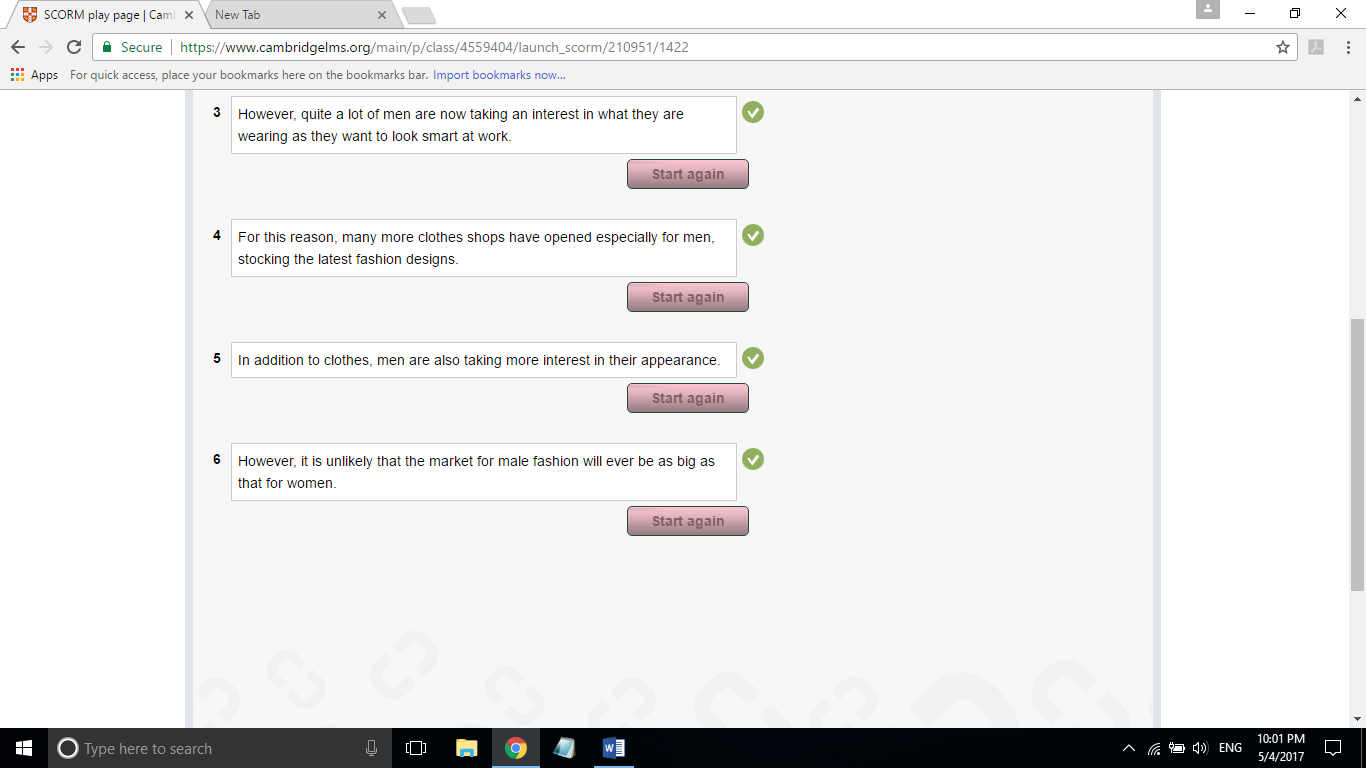 SCORM play page | Cam
New Tab
Secure
https://www.cambridgelms.org/main/p/class/4559404/launch_scorm/210951/1422
Apps
For quick access, place your bookmarks here on the bookmarks bar. Import bookmarks now...
3
However, quite a lot of men are now taking an interest in what they are
wearing as they want to look smart at work.
Start again
4
For this reason, many more clothes shops have opened especially for men,
stocking the latest fashion designs.
Start again
5
In addition to clothes, men are also taking more interest in their appearance.
Start again
6
However, it is unlikely that the market for male fashion will ever be as big as
that for women.
Start again
Type here to search
W
ENG
10:01 PM
5/4/2017